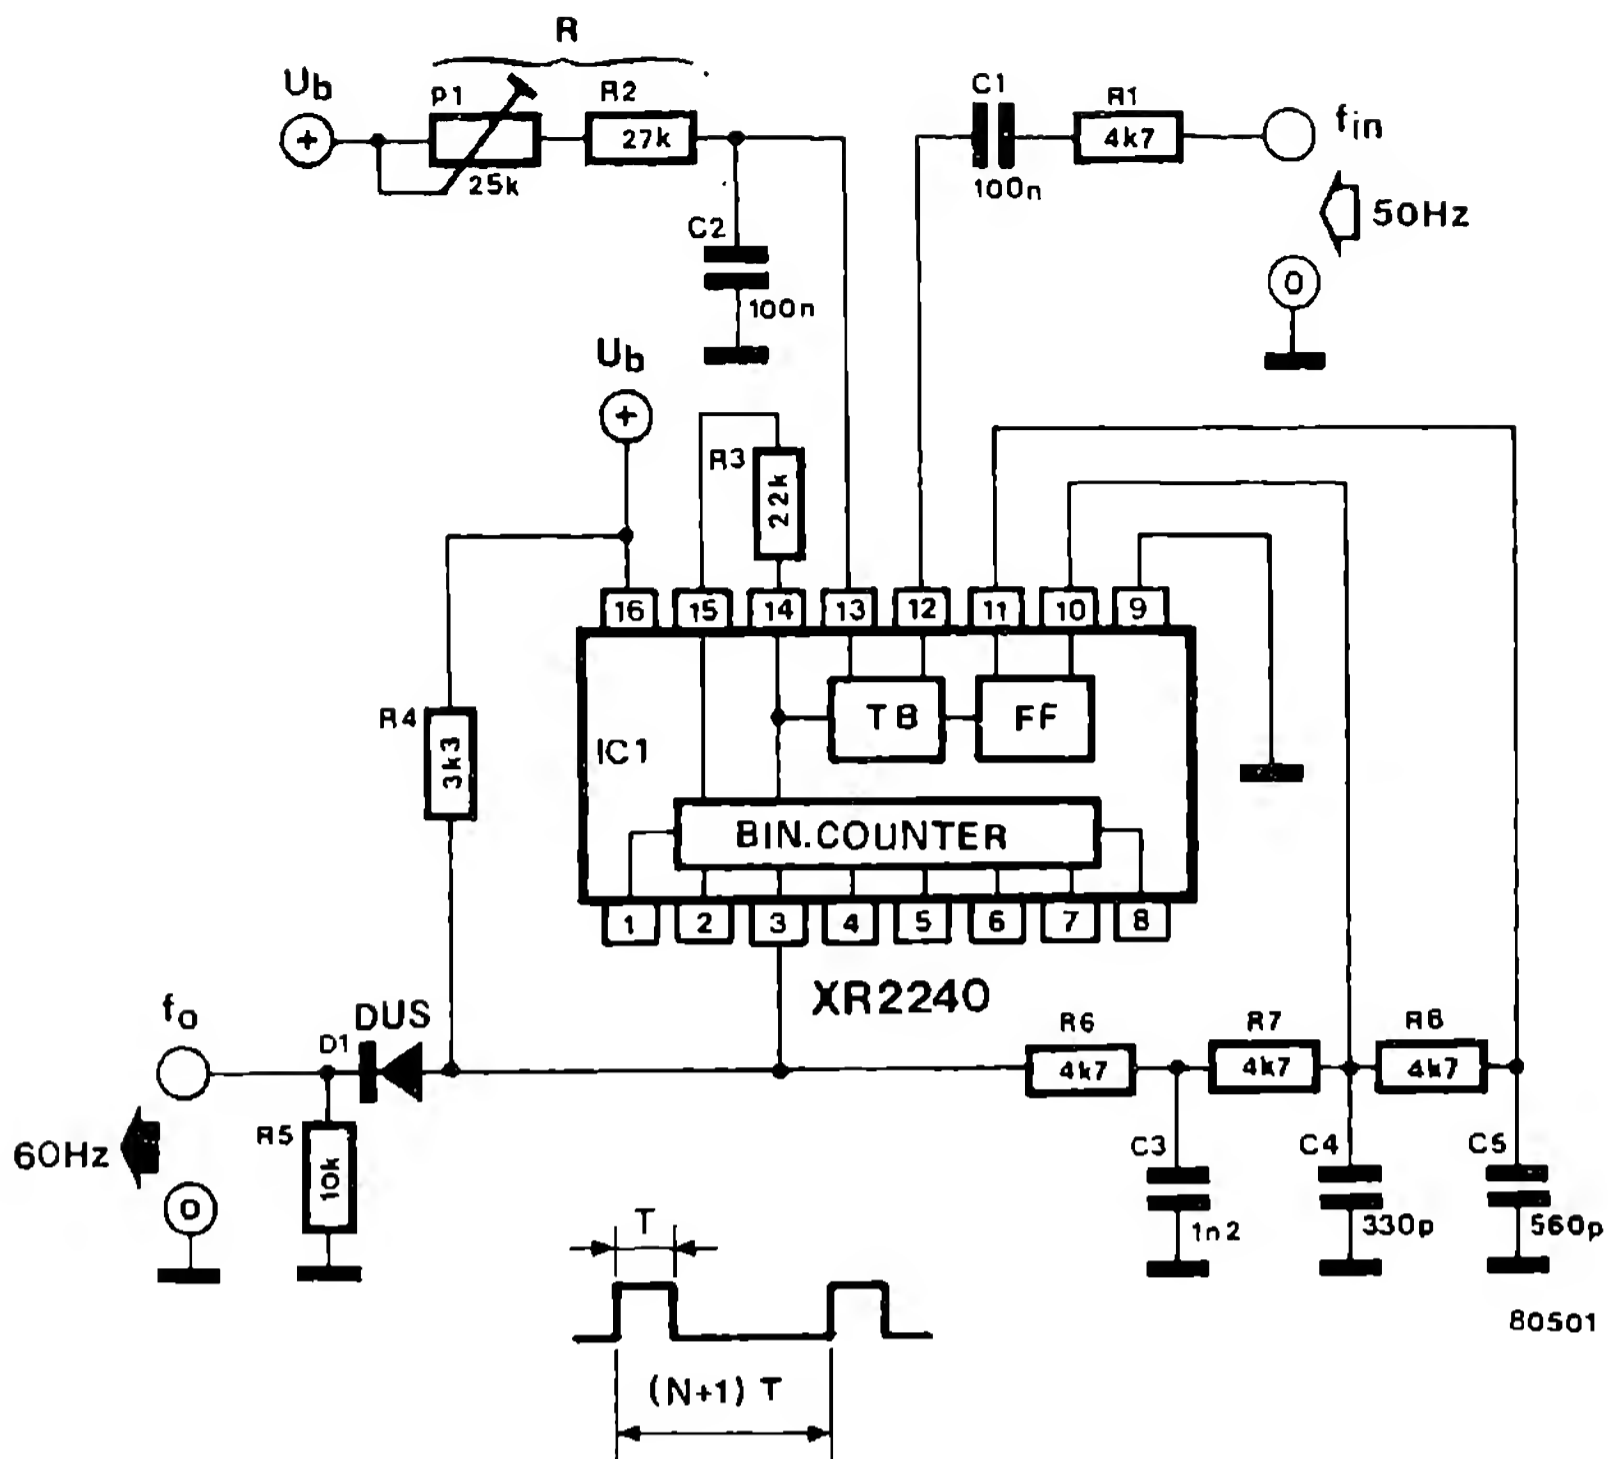 R
Ub
+
P1
25k
R2
27k
C2
100n
C1
100n
R1
4k7
fin
50Hz
0
Ub
+
R3
22k
16 15 14 13 12 11 10 9
R4
3k3
IC1
TB
FF
BIN.COUNTER
1 2 3 4 5 6 7 8
XR2240
fo
DUS
D1
60Hz
R5
10k
0
R6
4k7
R7
4k7
R8
4k7
C3
1n2
C4
330p
C5
560p
T
(N+1) T
80501